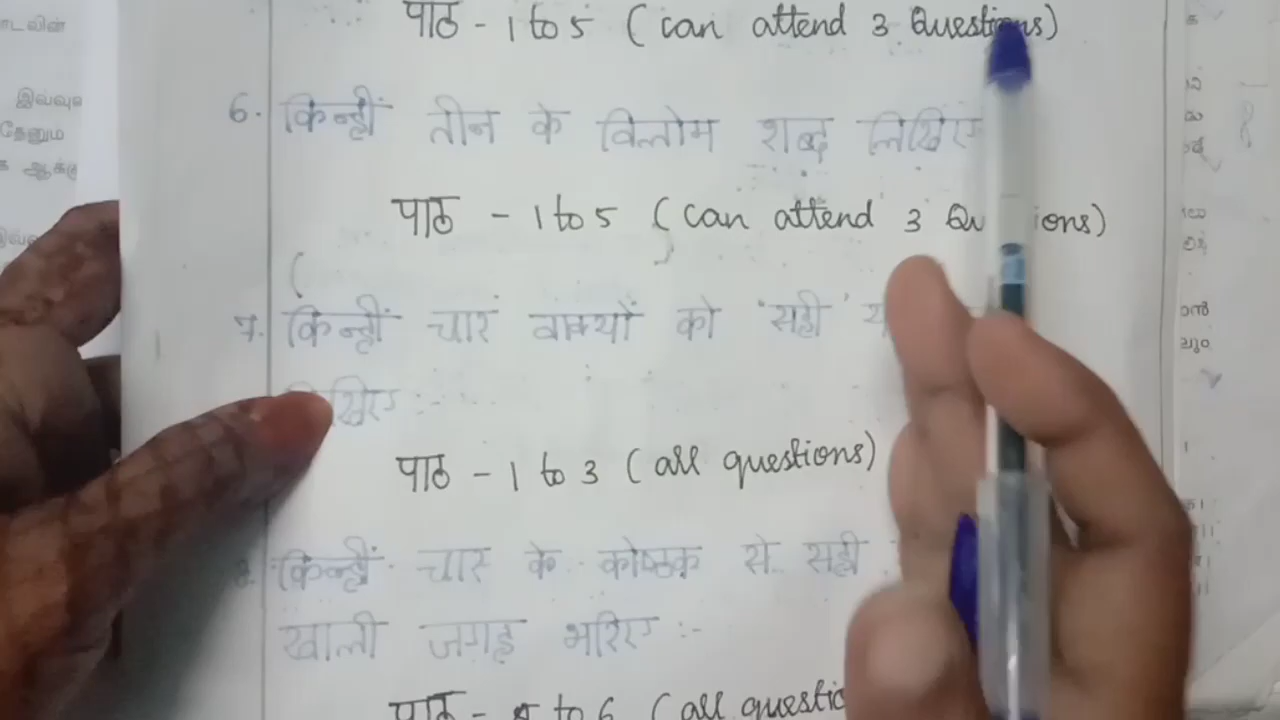 पाठ - 1 to 5 (can attend 3 Questions)
6. किन्हीं तीन के विलोम शब्द लिखिए
पाठ - 1 to 5 (can attend 3 Qu ions)
7. किन्हीं चार वाक्यों को 'सही'
पाठ - 1 to 3 (all questions)
किन्हीं चार के कोष्ठक से सही
खाली जगह भरिए :-
पाठ - to 6 (all questio